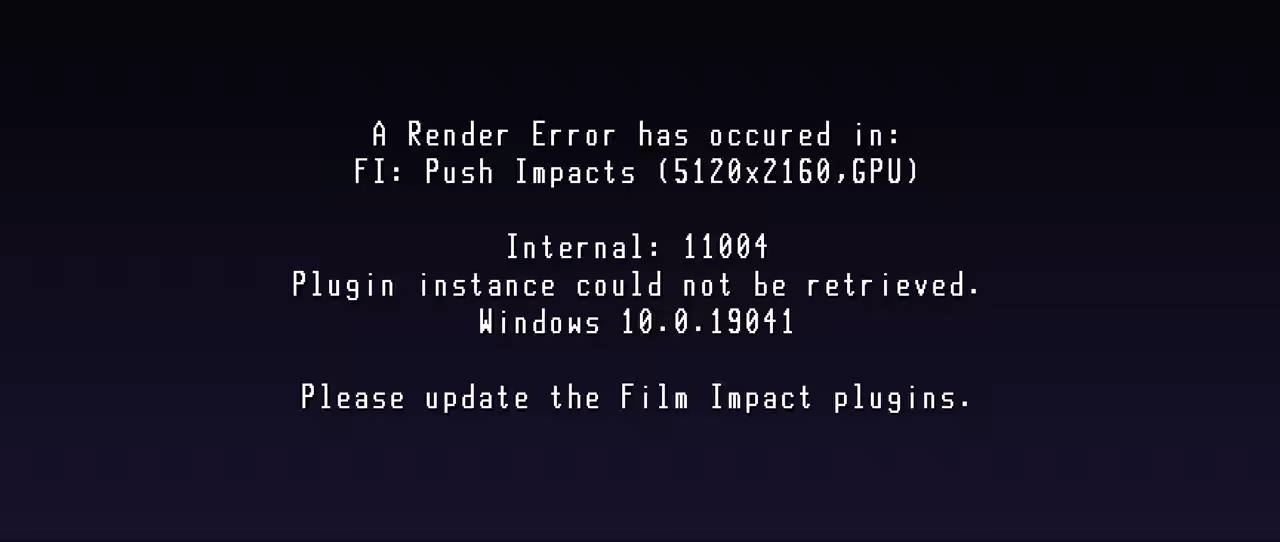 A Render Error has occured in:
FI: Push Impacts (5120x2160,GPU)
Internal: 11004
Plugin instance could not be retrieved.
Windows 10.0.19041
Please update the Film Impact plugins.